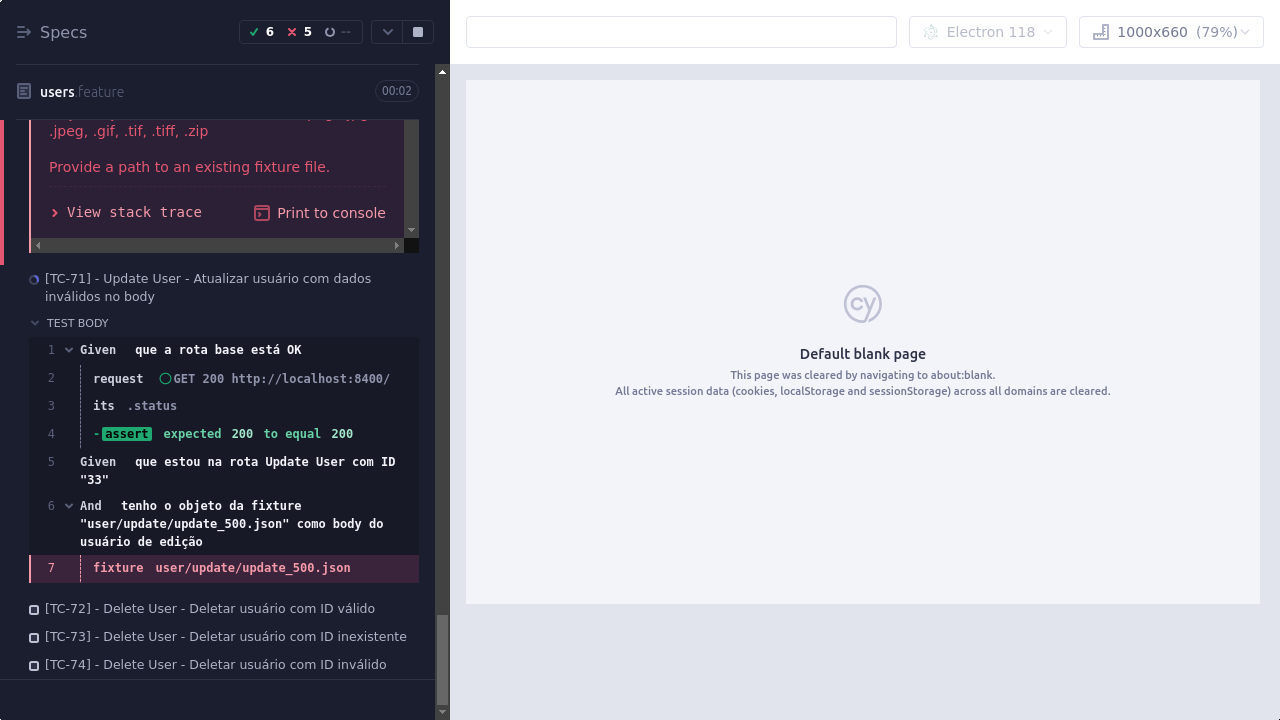 Specs
6
5
--
Electron 118
1000x660 (79%)
users.feature
00:02
.jpeg, .gif, .tif, .tiff, .zip
Provide a path to an existing fixture file.
View stack trace
Print to console
[TC-71] - Update User - Atualizar usuário com dados
inválidos no body
TEST BODY
1 Given que a rota base está OK
2 request GET 200 http://localhost:8400/
3 its .status
4 -assert expected 200 to equal 200
5 Given que estou na rota Update User com ID
"33"
6 And tenho o objeto da fixture
"user/update/update_500.json" como body do
usuário de edição
7 fixture user/update/update_500.json
[TC-72] - Delete User - Deletar usuário com ID válido
[TC-73] - Delete User - Deletar usuário com ID inexistente
[TC-74] - Delete User - Deletar usuário com ID inválido
cy
Default blank page
This page was cleared by navigating to about:blank.
All active session data (cookies, localStorage and sessionStorage) across all domains are cleared.